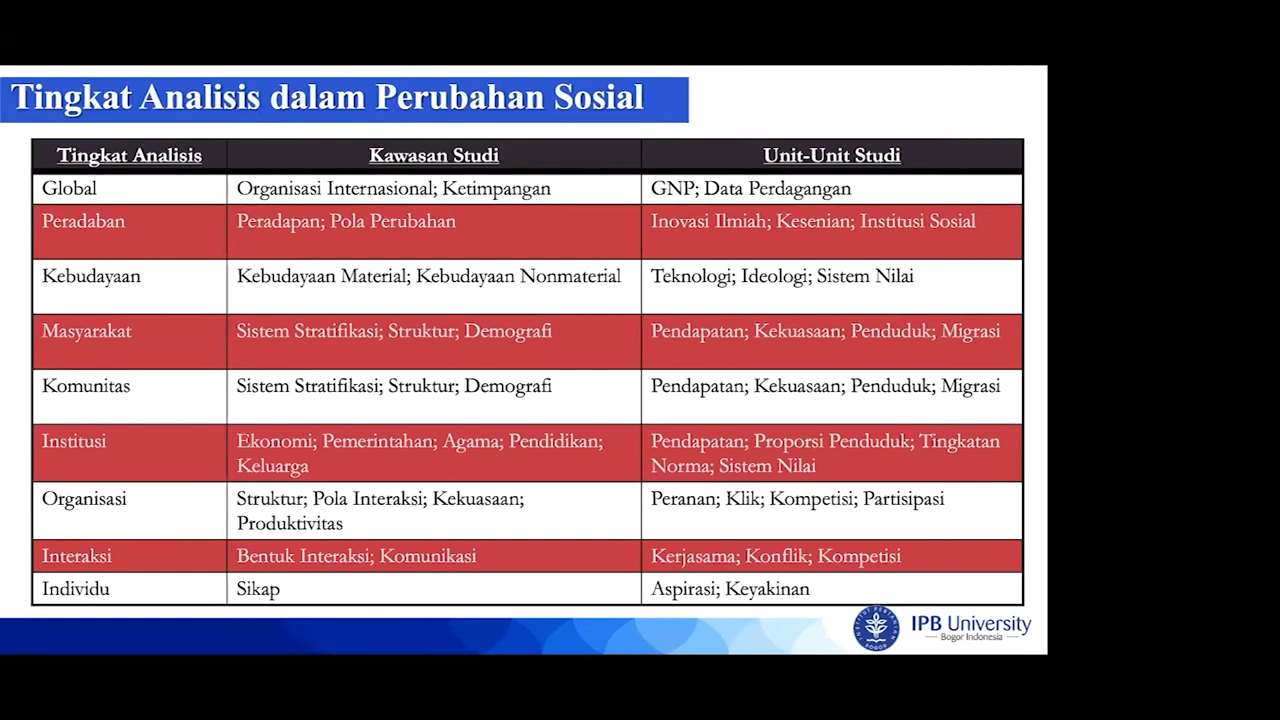 Tingkat Analisis dalam Perubahan Sosial
Tingkat Analisis Kawasan Studi Unit-Unit Studi
Global Organisasi Internasional; Ketimpangan GNP; Data Perdagangan
Peradaban Peradapan; Pola Perubahan Inovasi Ilmiah; Kesenian; Institusi Sosial
Kebudayaan Kebudayaan Material; Kebudayaan Nonmaterial Teknologi; Ideologi; Sistem Nilai
Masyarakat Sistem Stratifikasi; Struktur; Demografi Pendapatan; Kekuasaan; Penduduk; Migrasi
Komunitas Sistem Stratifikasi; Struktur; Demografi Pendapatan; Kekuasaan; Penduduk; Migrasi
Institusi Ekonomi; Pemerintahan; Agama; Pendidikan; Pendapatan; Proporsi Penduduk; Tingkatan
Keluarga Norma; Sistem Nilai
Organisasi Struktur; Pola Interaksi; Kekuasaan; Peranan; Klik; Kompetisi; Partisipasi
Produktivitas
Interaksi Bentuk Interaksi; Komunikasi Kerjasama; Konflik; Kompetisi
Individu Sikap Aspirasi; Keyakinan
IPB University
Bogor Indonesia